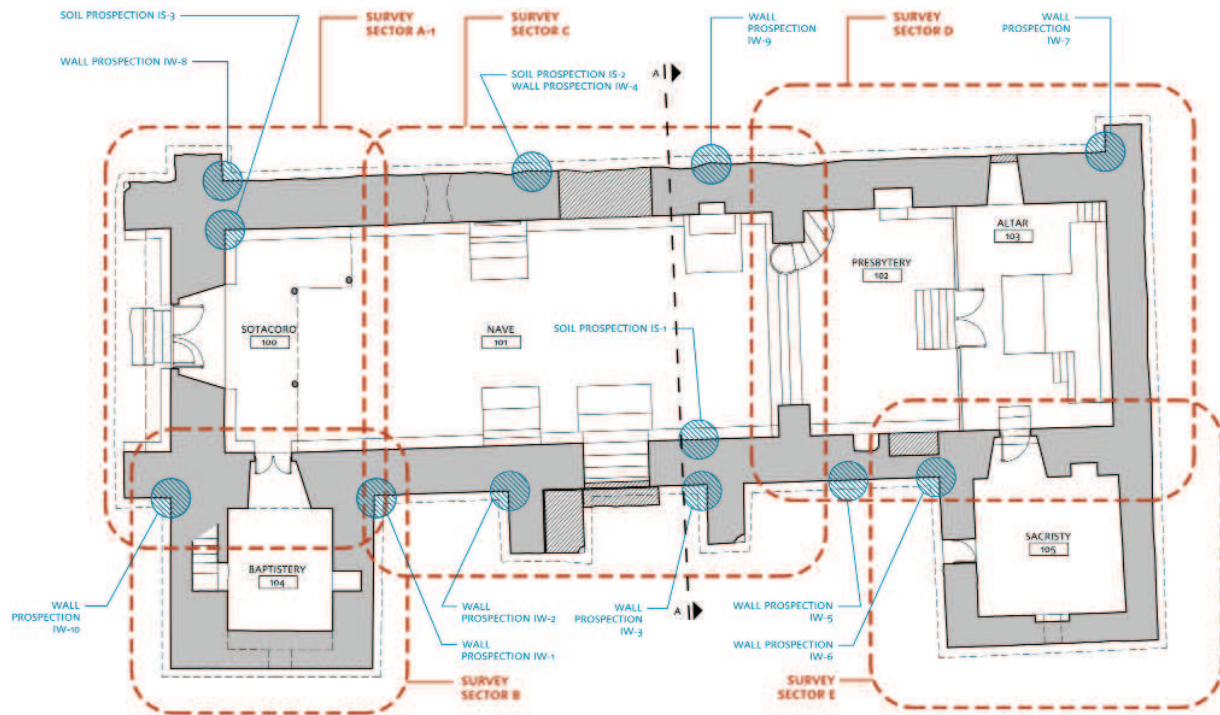 SOIL PROSPECTION IS-3
WALL PROSPECTION IW-8
SURVEY
SECTOR A-1
SURVEY
SECTOR C
SOIL PROSPECTION IS-2
WALL PROSPECTION IW-4
A
WALL
PROSPECTION
IW-9
SURVEY
SECTOR D
WALL
PROSPECTION
IW-7
ALTAR
103
PRESBYTERY
102
SOTACORO
100
NAVE
101
SOIL PROSPECTION IS-1
BAPTISTERY
104
SACRISTY
105
WALL
PROSPECTION
IW-10
WALL
PROSPECTION IW-2
WALL
PROSPECTION IW-1
WALL
PROSPECTION
IW-3
A
WALL PROSPECTION
IW-5
WALL PROSPECTION
IW-6
SURVEY
SECTOR B
SURVEY
SECTOR E